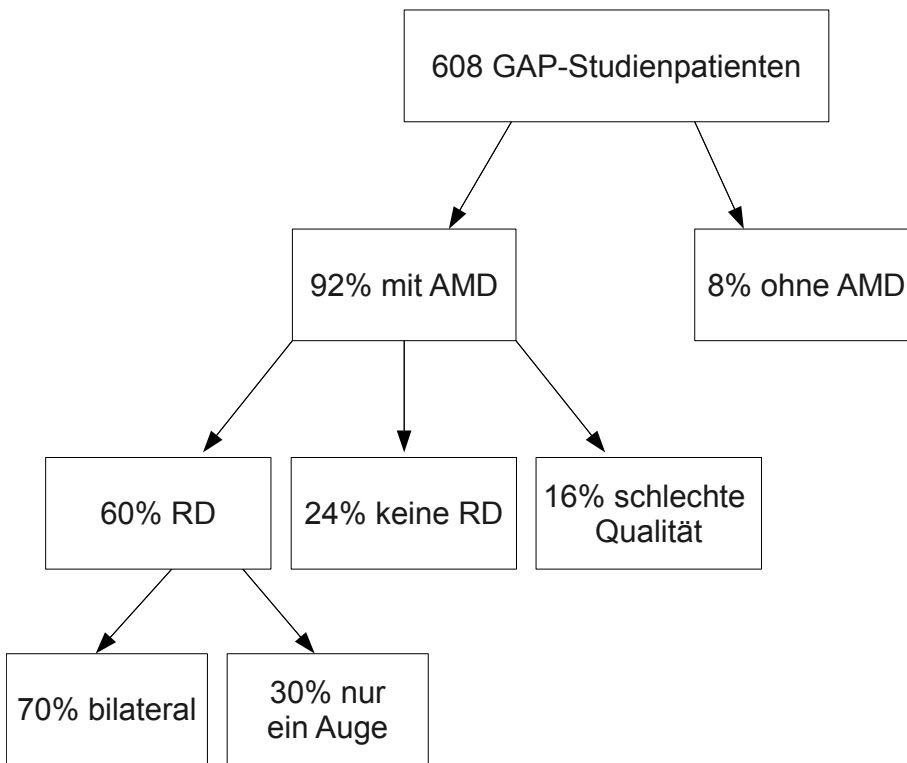 608 GAP-Studienpatienten
92% mit AMD
8% ohne AMD
60% RD
24% keine RD
16% schlechte
Qualität
70% bilateral
30% nur
ein Auge